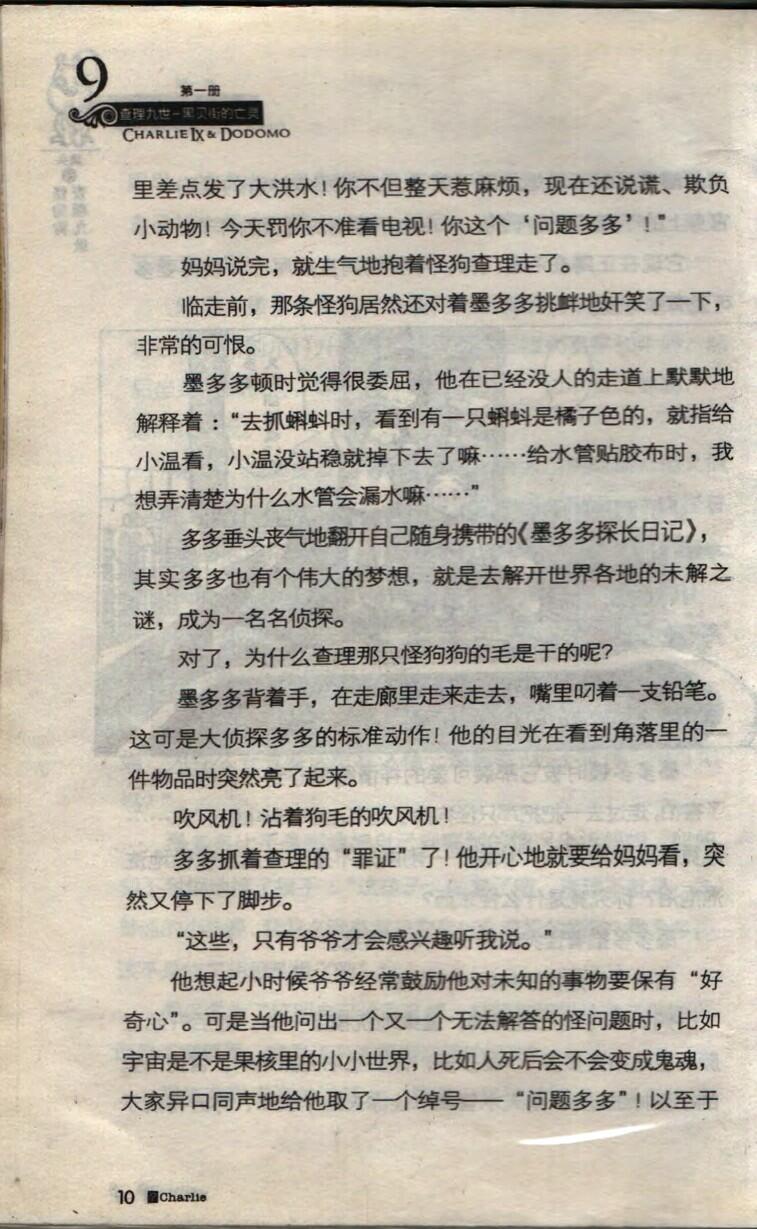 9
第一册
查理九世-黑贝街的亡灵
CHARLIE IX & DODOMO
里差点发了大洪水！你不但整天惹麻烦，现在还说谎、欺负
小动物！今天罚你不准看电视！你这个‘问题多多’！”
妈妈说完，就生气地抱着怪狗查理走了。
临走前，那条怪狗居然还对着墨多多挑衅地奸笑了一下，
非常的可恨。
墨多多顿时觉得很委屈，他在已经没人的走道上默默地
解释着：“去抓蝌蚪时，看到有一只蝌蚪是橘子色的，就指给
小温看，小温没站稳就掉下去了嘛……给水管贴胶布时，我
想弄清楚为什么水管会漏水嘛……”
多多垂头丧气地翻开自己随身携带的《墨多多探长日记》，
其实多多也有个伟大的梦想，就是去解开世界各地的未解之
谜，成为一名名侦探。
对了，为什么查理那只怪狗狗的毛是干的呢？
墨多多背着手，在走廊里走来走去，嘴里叼着一支铅笔。
这可是大侦探多多的标准动作！他的目光在看到角落里的一
件物品时突然亮了起来。
吹风机！沾着狗毛的吹风机！
多多抓着查理的“罪证”了！他开心地就要给妈妈看，突
然又停下了脚步。
“这些，只有爷爷才会感兴趣听我说。”
他想起小时候爷爷经常鼓励他对未知的事物要保有“好
奇心”。可是当他问出一个又一个无法解答的怪问题时，比如
宇宙是不是果核里的小小世界，比如人死后会不会变成鬼魂，
大家异口同声地给他取了一个绰号——“问题多多”！以至于
10 Charlie